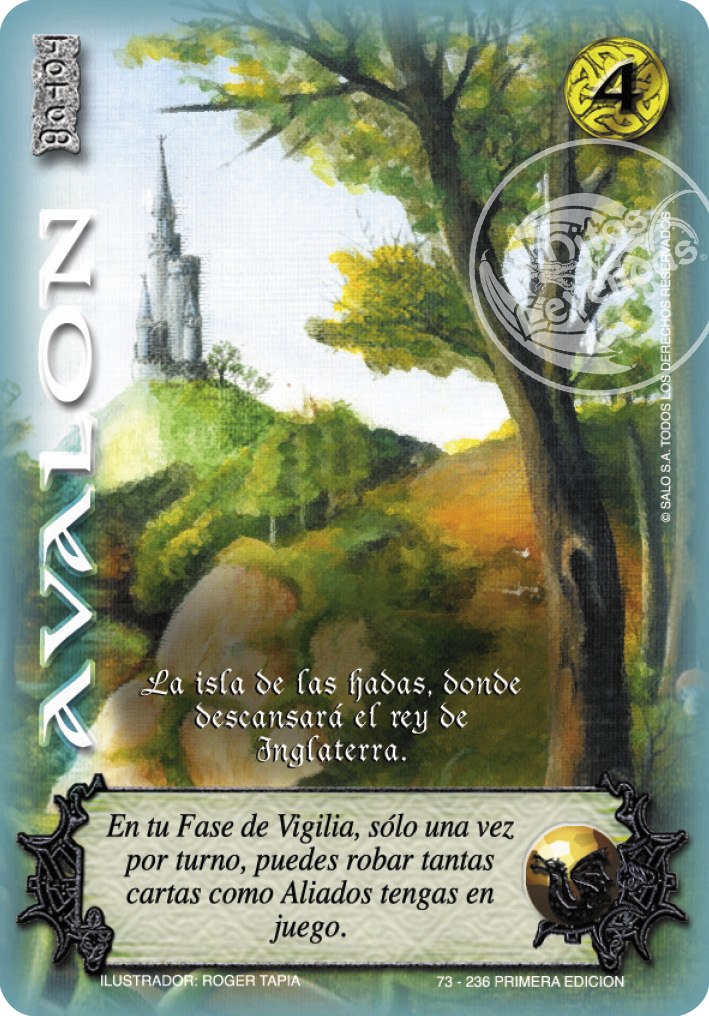 4
AVALON
Mitos y Leyendas
© SALO S.A. TODOS LOS DERECHOS RESERVADOS
La isla de las hadas, donde
descansará el rey de
Inglaterra.
En tu Fase de Vigilia, sólo una vez
por turno, puedes robar tantas
cartas como Aliados tengas en
juego.
ILUSTRADOR: ROGER TAPIA
73 - 236 PRIMERA EDICION